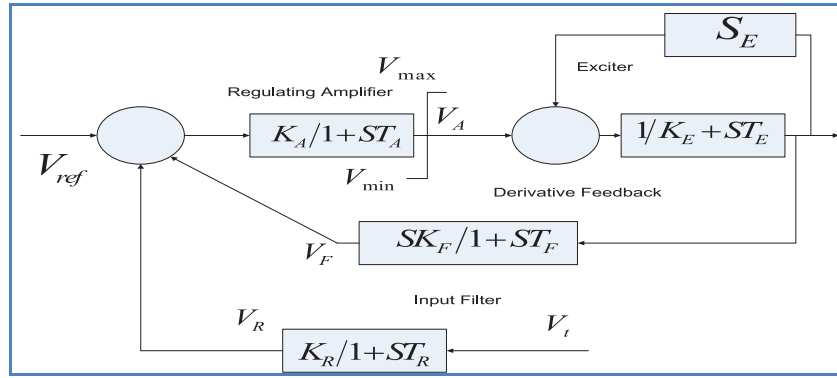 S_E
Exciter
V_max
Regulating Amplifier
V_A
K_A/1+ST_A
1/K_E+ST_E
V_ref
V_min
Derivative Feedback
SK_F/1+ST_F
V_F
Input Filter
V_R
V_t
K_R/1+ST_R